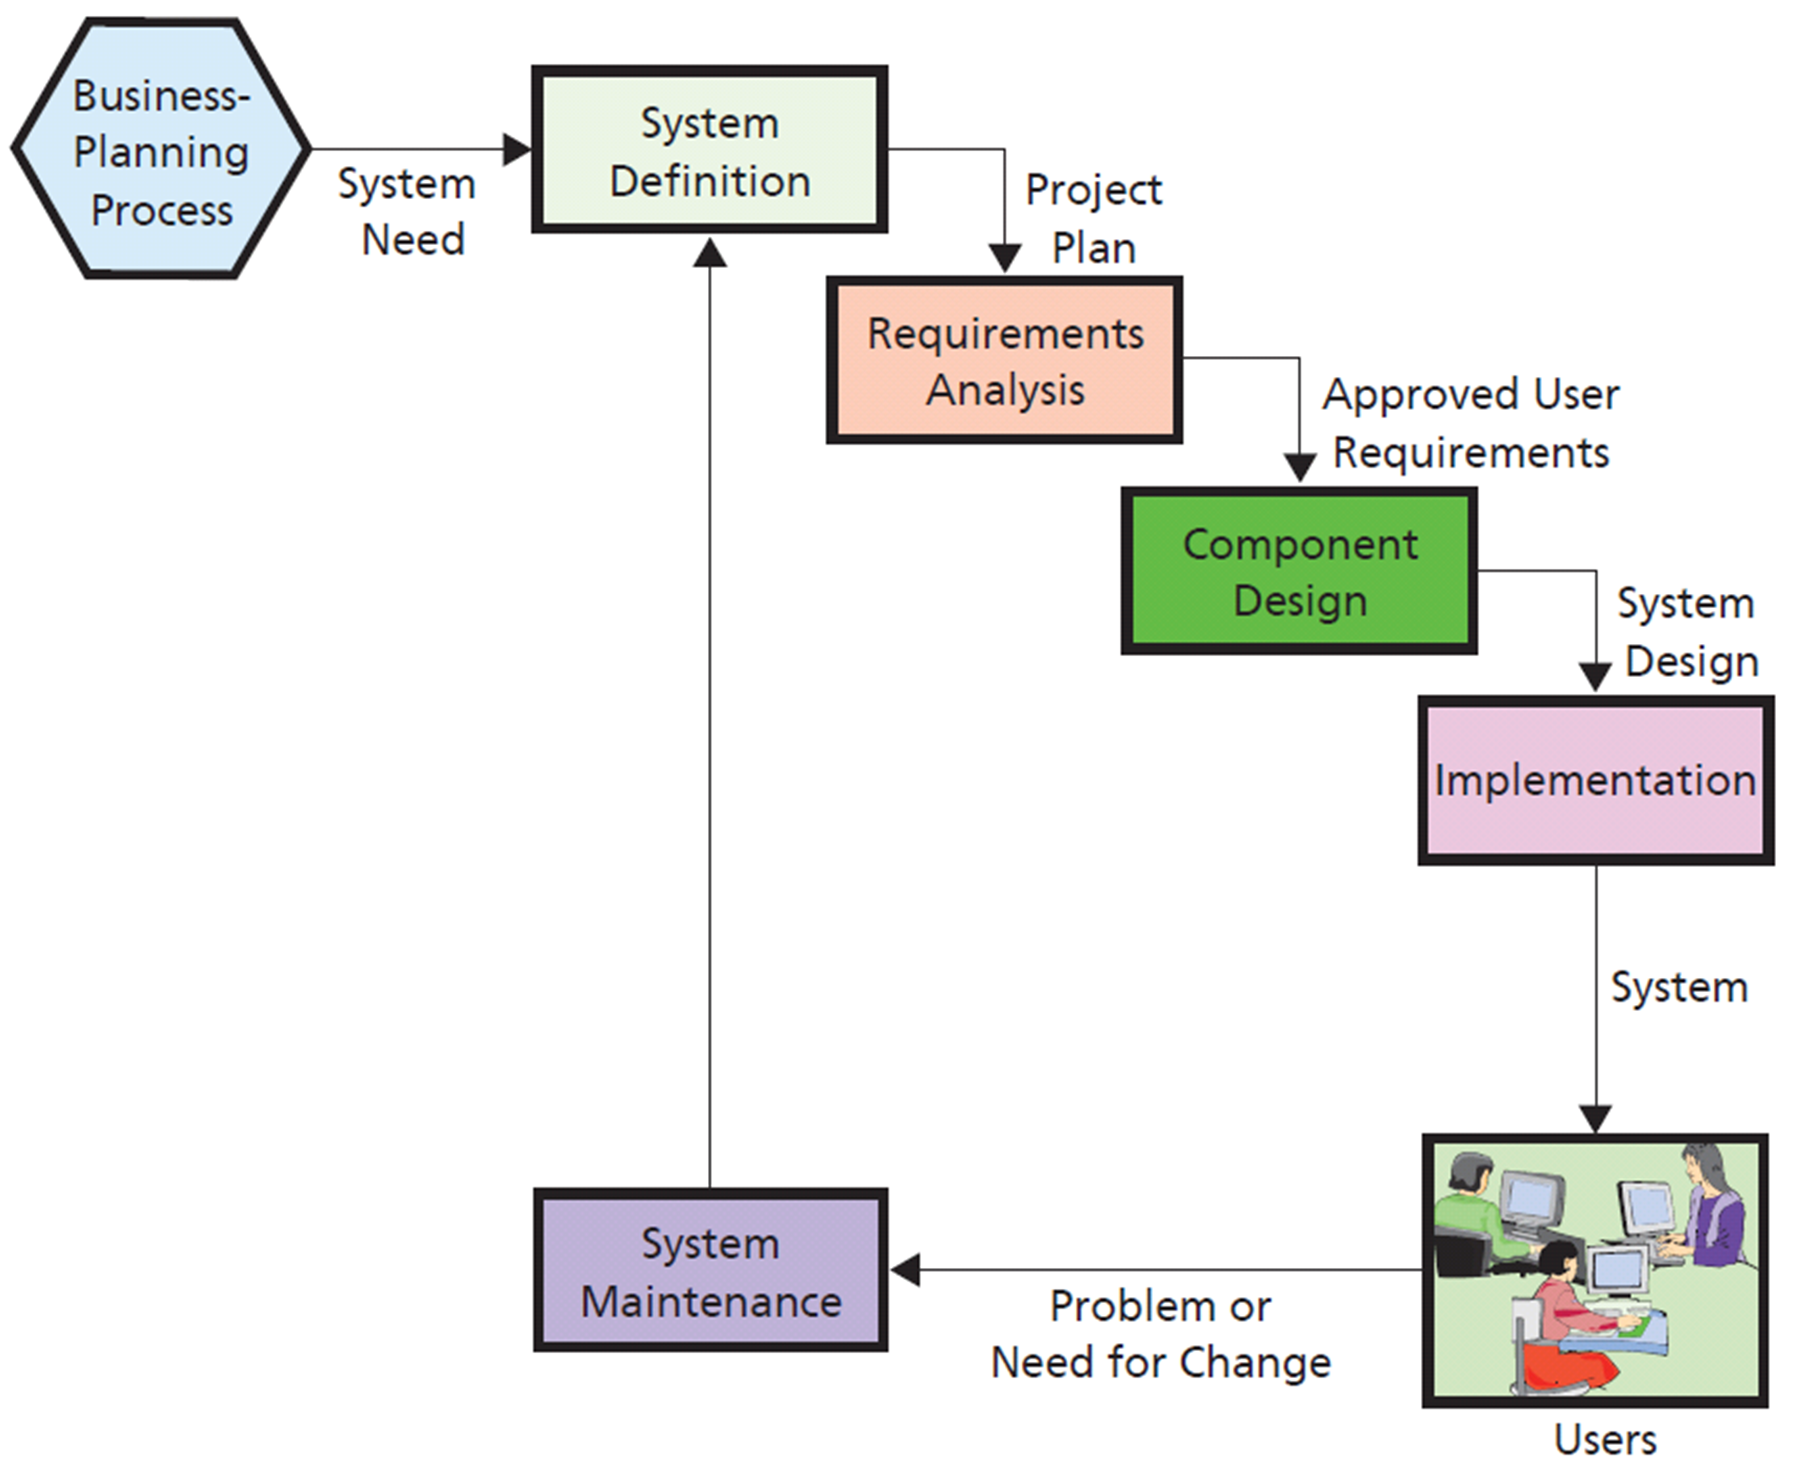 Business-
Planning
Process
System
Need
System
Definition
Project
Plan
Requirements
Analysis
Approved User
Requirements
Component
Design
System
Design
Implementation
System
Users
Problem or
Need for Change
System
Maintenance